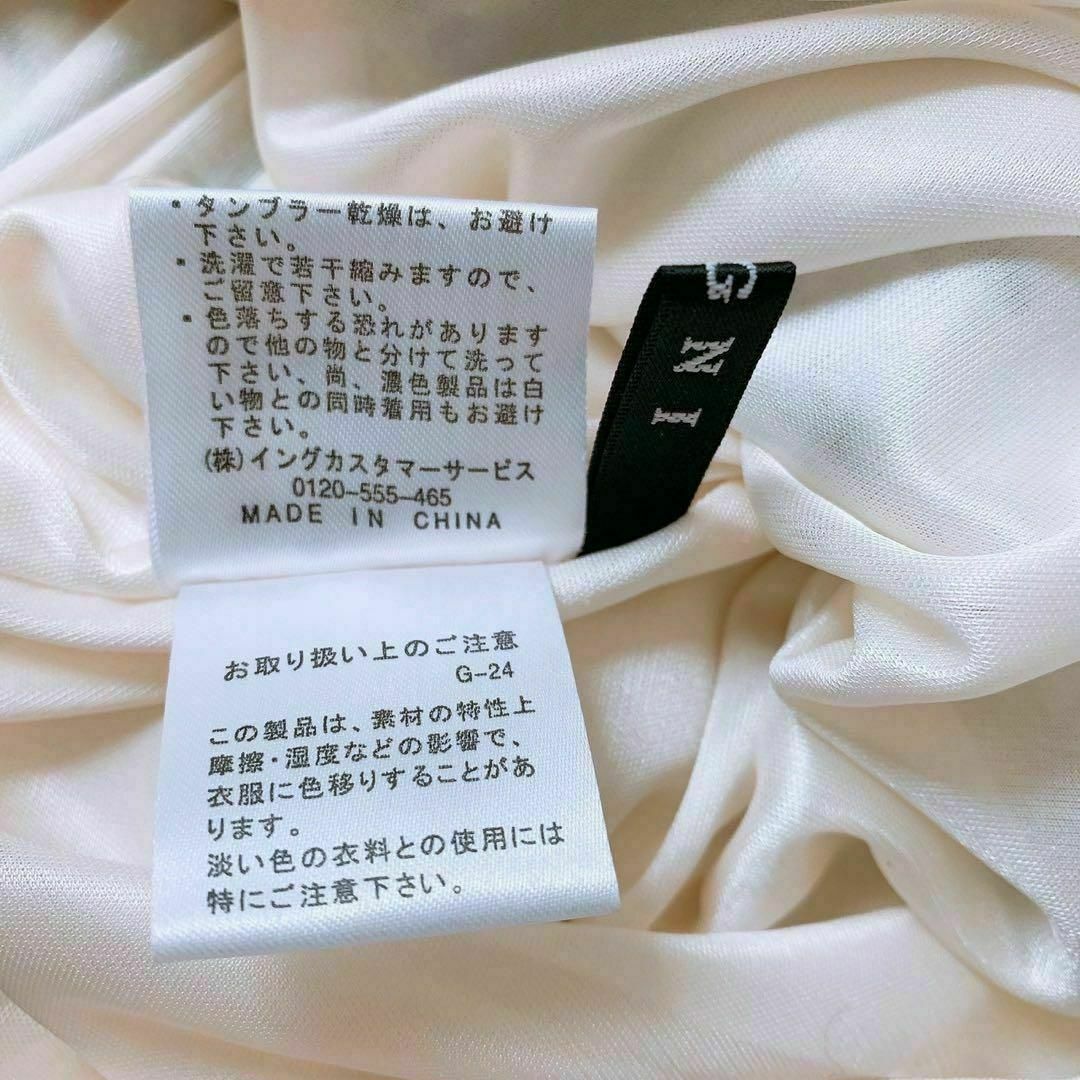 ・タンブラー乾燥は、お避け
下さい。
・洗濯で若干縮みますので、
ご留意下さい。
・色落ちする恐れがあります
ので他の物と分けて洗って
下さい、尚、濃色製品は白
い物との同時着用もお避け
下さい。
(株)イングカスタマーサービス
0120-555-465
MADE IN CHINA
お取り扱い上のご注意
G-24
この製品は、素材の特性上
摩擦・湿度などの影響で、
衣服に色移りすることがあ
ります。
淡い色の衣料との使用には
特にご注意下さい。
I N G